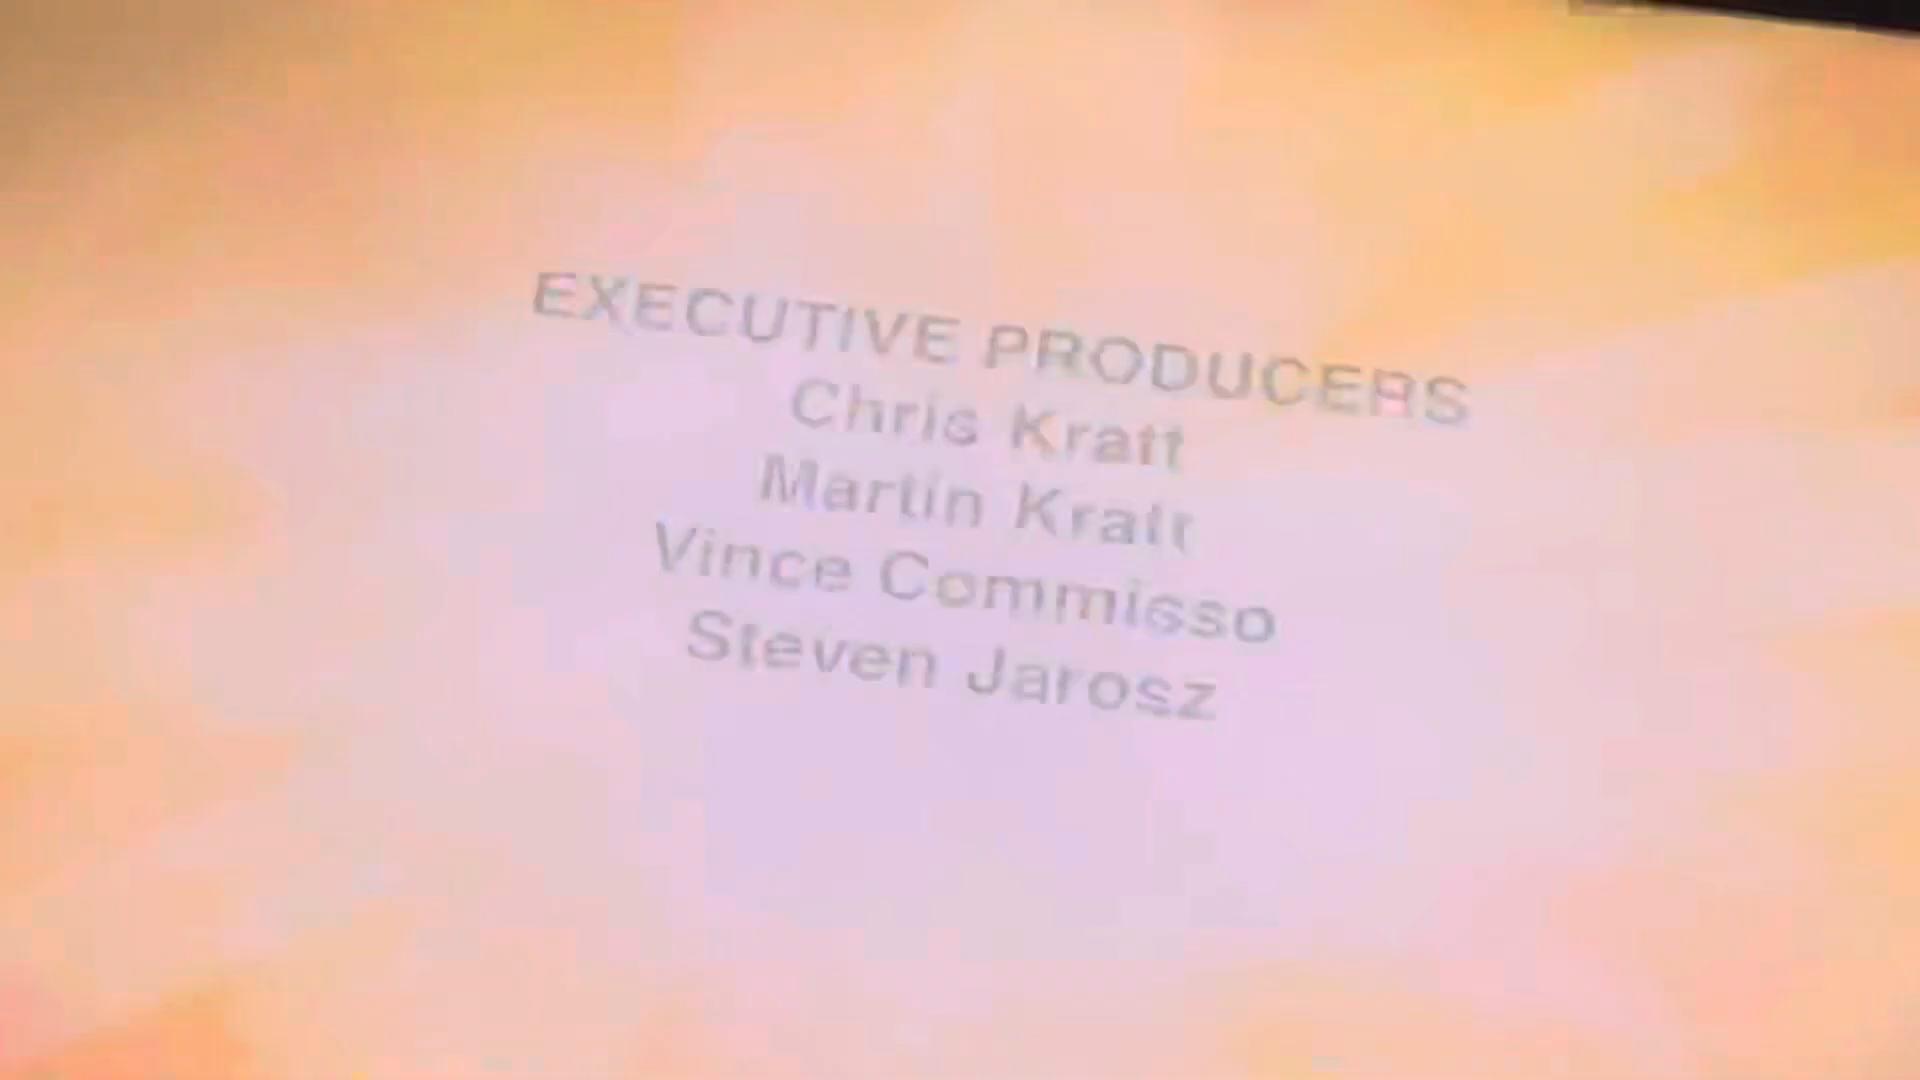 EXECUTIVE PRODUCERS
Chris Kratt
Martin Kratt
Vince Commisso
Steven Jarosz